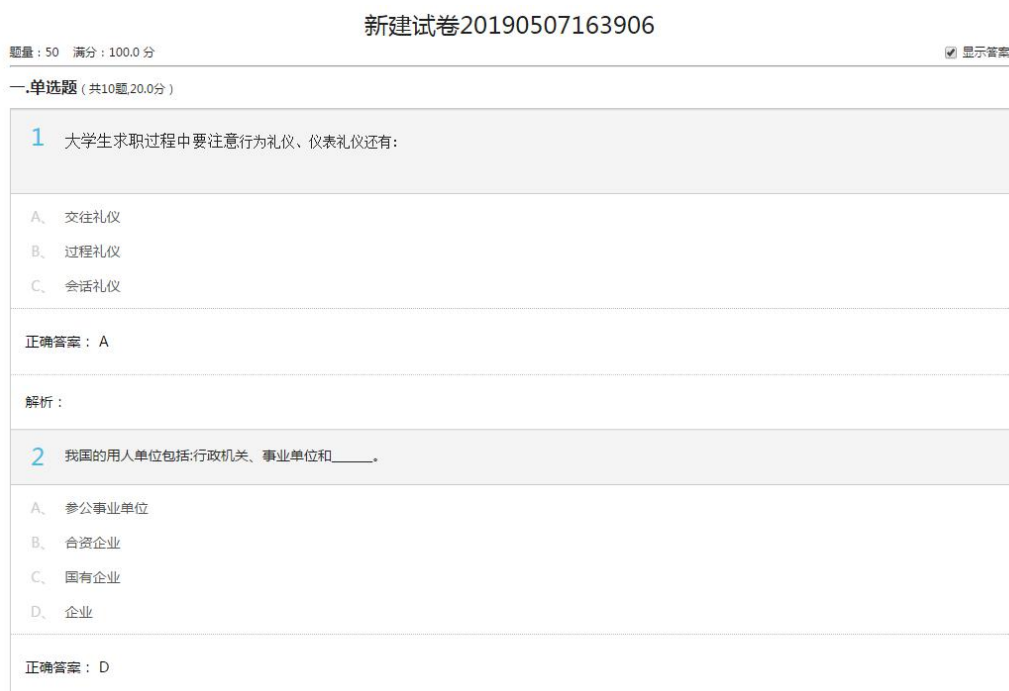 新建试卷20190507163906
题量：50 满分：100.0 分
显示答案
一.单选题（共10题,20.0分）
1 大学生求职过程中要注意行为礼仪、仪表礼仪还有:
A、 交往礼仪
B、 过程礼仪
C、 会话礼仪
正确答案： A
解析：
2 我国的用人单位包括:行政机关、事业单位和______。
A、 参公事业单位
B、 合资企业
C、 国有企业
D、 企业
正确答案： D